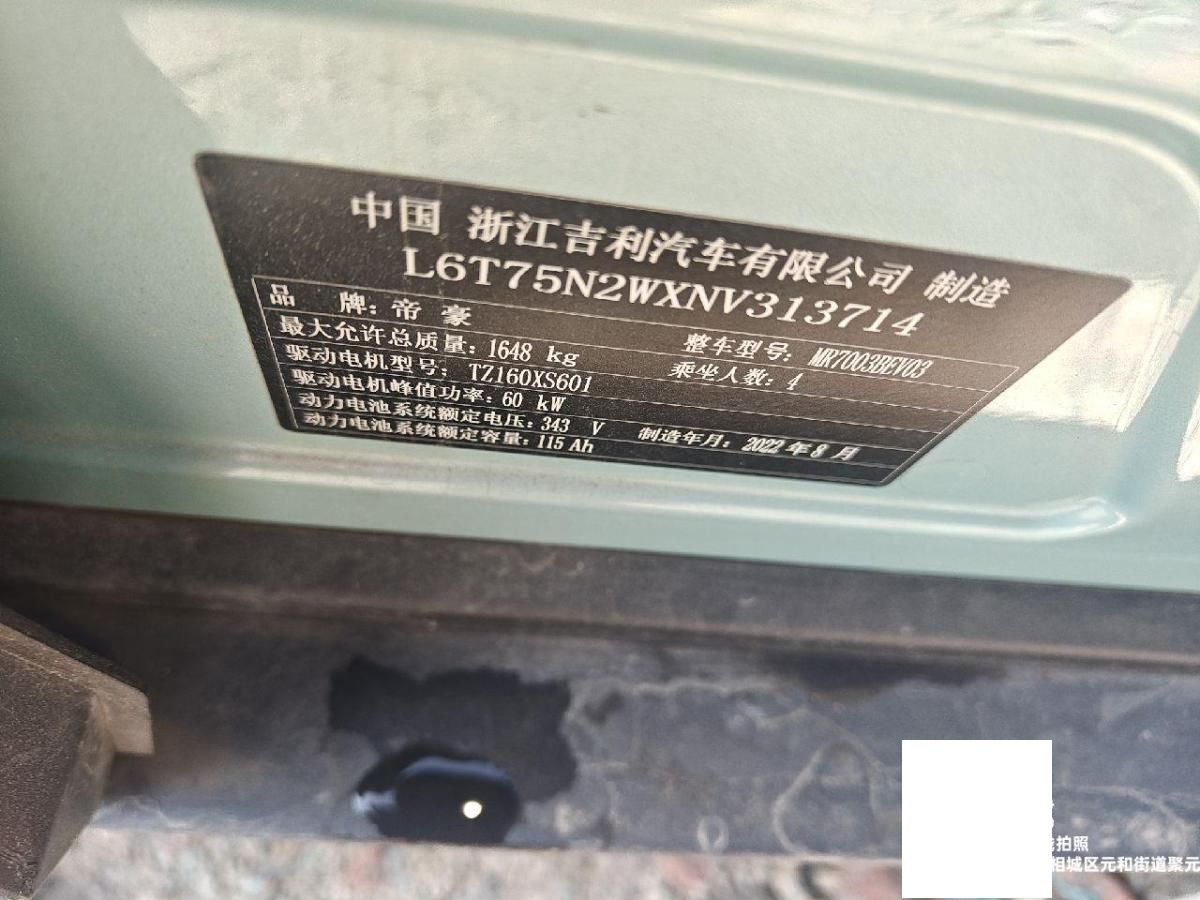 中国 浙江吉利汽车有限公司 制造
L6T75N2WXNV313714
品 牌：帝豪 整车型号：MR7003BEV03
最大允许总质量：1648 kg 乘坐人数：4
驱动电机型号：TZ160XS601
驱动电机峰值功率：60 kW
动力电池系统额定电压：343 V 制造年月：2022年8月
动力电池系统额定容量：115 Ah
拍照
相城区元和街道聚元